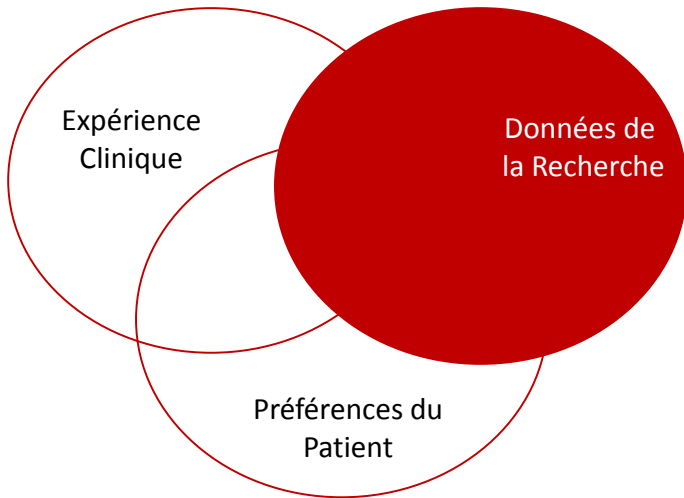 Expérience
Clinique
Données de
la Recherche
Préférences du
Patient